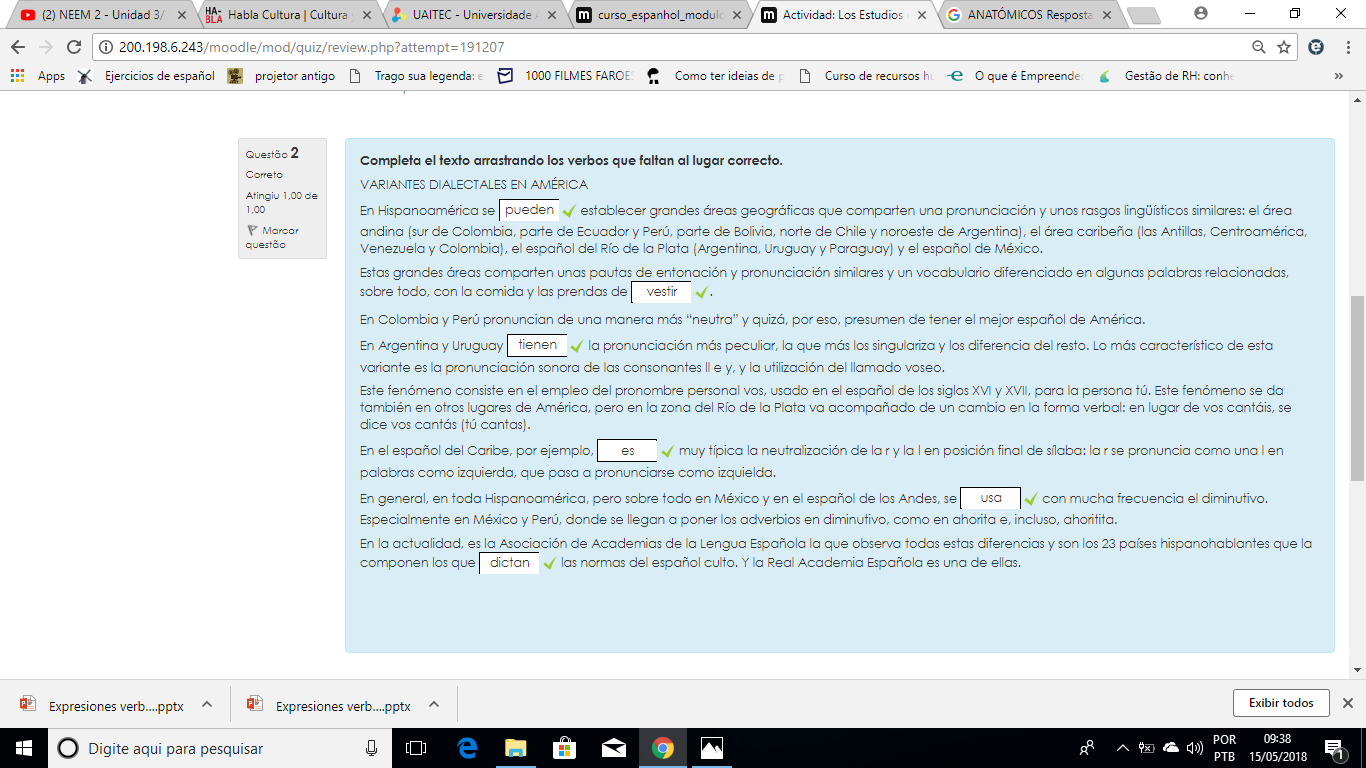 (2) NEEM 2 - Unidad 3/
HA-BLA Habla Cultura | Cultura
UAITEC - Universidade
curso_espanhol_modulo
Actividad: Los Estudios
ANATÓMICOS Resposta
200.198.6.243/moodle/mod/quiz/review.php?attempt=191207
Apps
Ejercicios de español
projetor antigo
Trago sua legenda:
1000 FILMES FAROES
Como ter ideias de
Curso de recursos
O que é Empreende
Gestão de RH: conhe
»
Questão 2
Correto
Atingiu 1,00 de
1,00
Marcar
questão
Completa el texto arrastrando los verbos que faltan al lugar correcto.
VARIANTES DIALECTALES EN AMÉRICA
En Hispanoamérica se pueden establecer grandes áreas geográficas que comparten una pronunciación y unos rasgos lingüísticos similares: el área
andina (sur de Colombia, parte de Ecuador y Perú, parte de Bolivia, norte de Chile y noroeste de Argentina), el área caribeña (las Antillas, Centroamérica,
Venezuela y Colombia), el español del Río de la Plata (Argentina, Uruguay y Paraguay) y el español de México.
Estas grandes áreas comparten unas pautas de entonación y pronunciación similares y un vocabulario diferenciado en algunas palabras relacionadas,
sobre todo, con la comida y las prendas de vestir .
En Colombia y Perú pronuncian de una manera más “neutra” y quizá, por eso, presumen de tener el mejor español de América.
En Argentina y Uruguay tienen la pronunciación más peculiar, la que más los singulariza y los diferencia del resto. Lo más característico de esta
variante es la pronunciación sonora de las consonantes ll e y, y la utilización del llamado voseo.
Este fenómeno consiste en el empleo del pronombre personal vos, usado en el español de los siglos XVI y XVII, para la persona tú. Este fenómeno se da
también en otros lugares de América, pero en la zona del Río de la Plata va acompañado de un cambio en la forma verbal: en lugar de vos cantáis, se
dice vos cantás (tú cantas).
En el español del Caribe, por ejemplo, es muy típica la neutralización de la r y la l en posición final de sílaba: la r se pronuncia como una l en
palabras como izquierda, que pasa a pronunciarse como izquielda.
En general, en toda Hispanoamérica, pero sobre todo en México y en el español de los Andes, se usa con mucha frecuencia el diminutivo.
Especialmente en México y Perú, donde se llegan a poner los adverbios en diminutivo, como en ahorita e, incluso, ahoritita.
En la actualidad, es la Asociación de Academias de la Lengua Española la que observa todas estas diferencias y son los 23 países hispanohablantes que la
componen los que dictan las normas del español culto. Y la Real Academia Española es una de ellas.
Expresiones verb....pptx
Expresiones verb....pptx
Exibir todos
Digite aqui para pesquisar
POR
PTB
09:38
15/05/2018
1